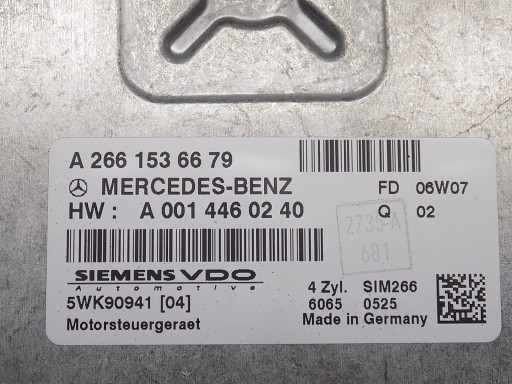 A 266 153 66 79
MERCEDES-BENZ FD 06W07
HW : A 001 446 02 40 Q 02
2735-A
681
SIEMENS VDO
Automotive
5WK90941 [04] 4 Zyl. SIM266
6065 0525
Motorsteuergeraet Made in Germany